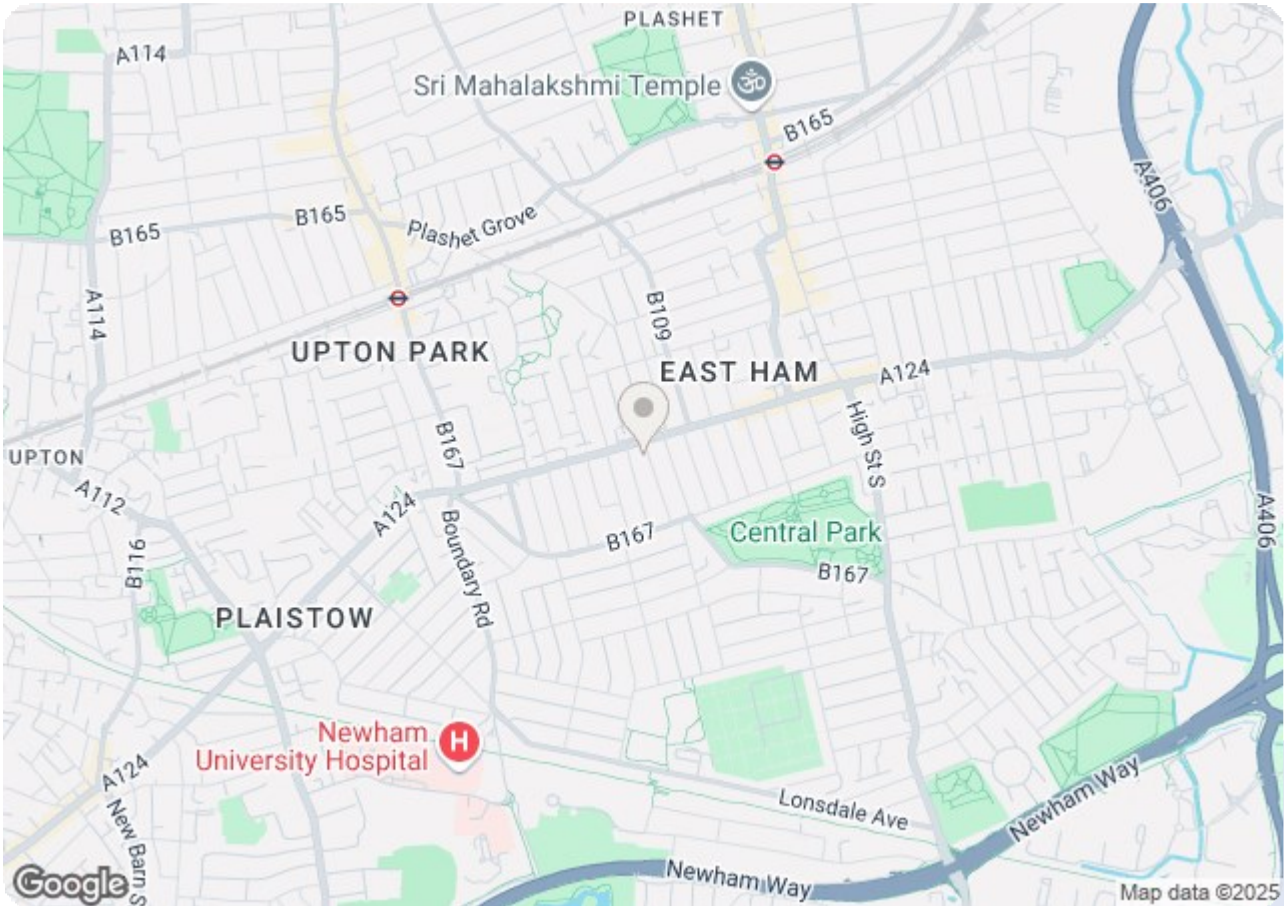 PLASHET
A114
Sri Mahalakshmi Temple
B165
A406
B165
Plashet Grove
B165
A114
B109
UPTON PARK
EAST HAM
A124
High St S
B167
UPTON
A112
A124
Central Park
B167
A406
B119
Boundary Rd
B167
PLAISTOW
Newham
University Hospital
H
A124
New Barn S
Lonsdale Ave
Newham Way
Newham Way
Google
Map data ©2025